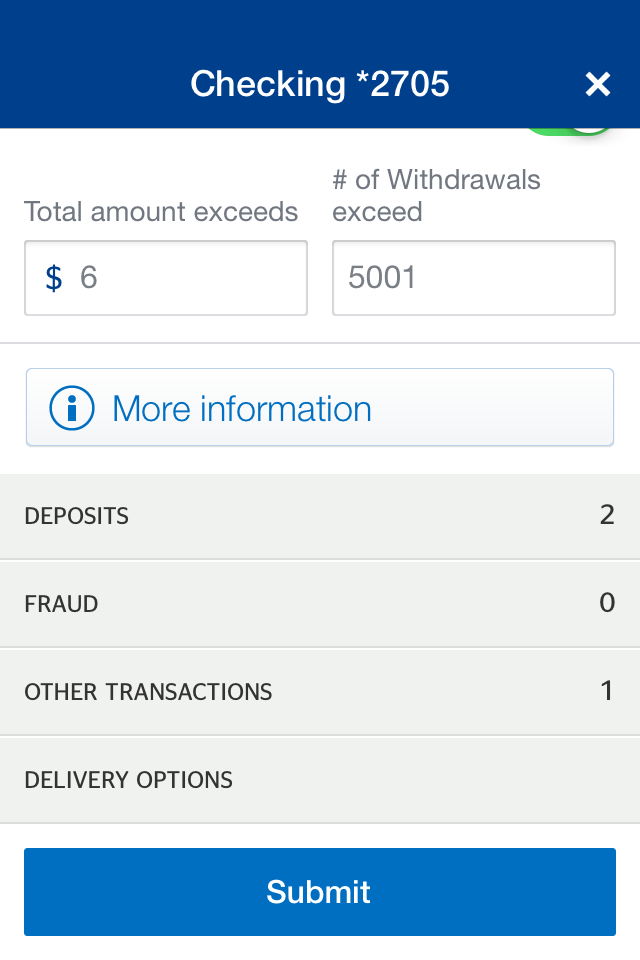 Checking *2705
Total amount exceeds
# of Withdrawals
exceed
$ 6
5001
More information
DEPOSITS 2
FRAUD 0
OTHER TRANSACTIONS 1
DELIVERY OPTIONS
Submit